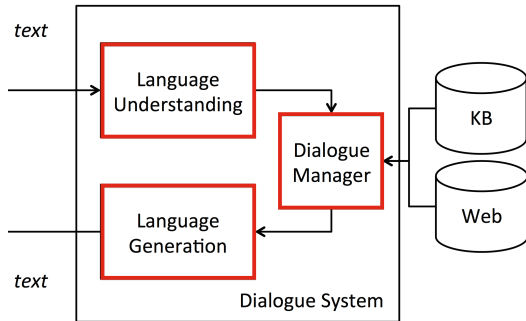 text
Language
Understanding
Dialogue
Manager
KB
Web
Language
Generation
text
Dialogue System